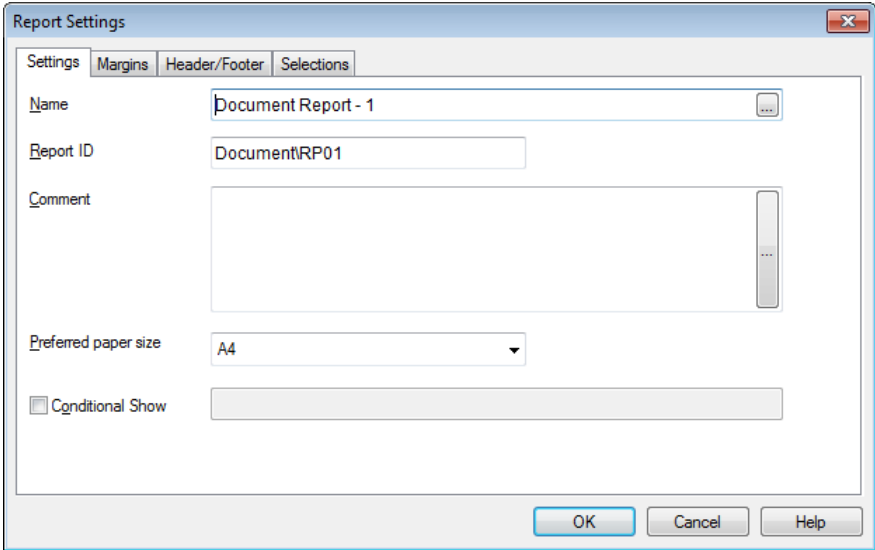 Report Settings
Settings Margins Header/Footer Selections
Name Document Report - 1 ...
Report ID Document\RP01
Comment
...
Preferred paper size A4
Conditional Show
OK Cancel Help